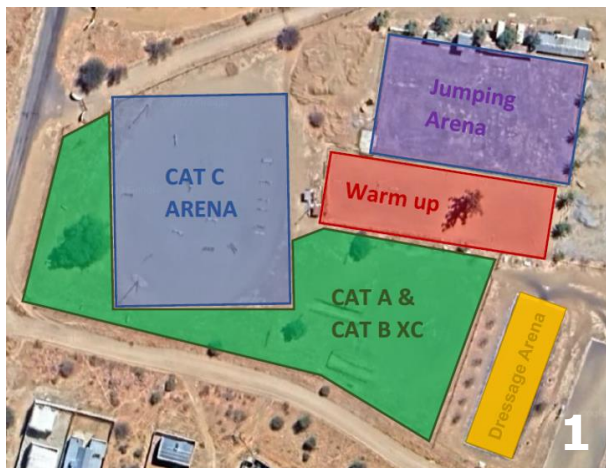 Jumping
Arena
CAT C
ARENA
Warm up
CAT A &
CAT B XC
Dressage Arena
1